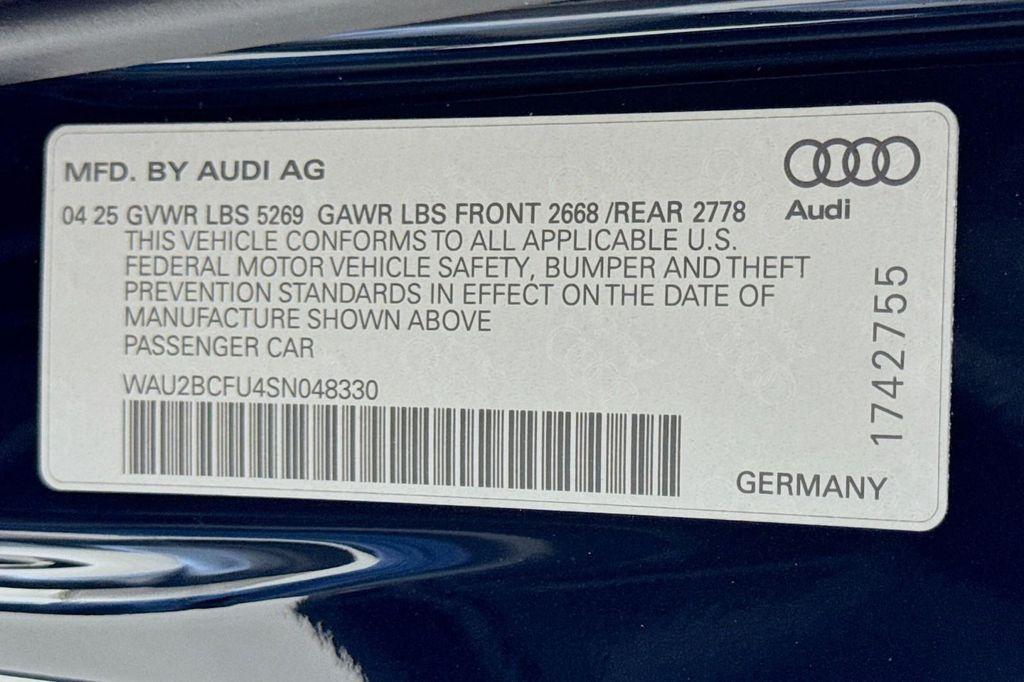 MFD. BY AUDI AG
Audi
04 25 GVWR LBS 5269 GAWR LBS FRONT 2668 /REAR 2778
THIS VEHICLE CONFORMS TO ALL APPLICABLE U.S.
FEDERAL MOTOR VEHICLE SAFETY, BUMPER AND THEFT
PREVENTION STANDARDS IN EFFECT ON THE DATE OF
MANUFACTURE SHOWN ABOVE
PASSENGER CAR
WAU2BCFU4SN048330
1742755
GERMANY